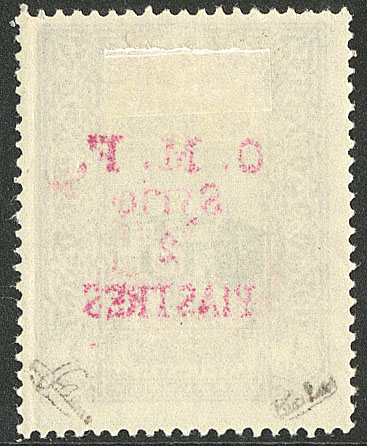 O. M. F.
Syrie
2
PIASTRES